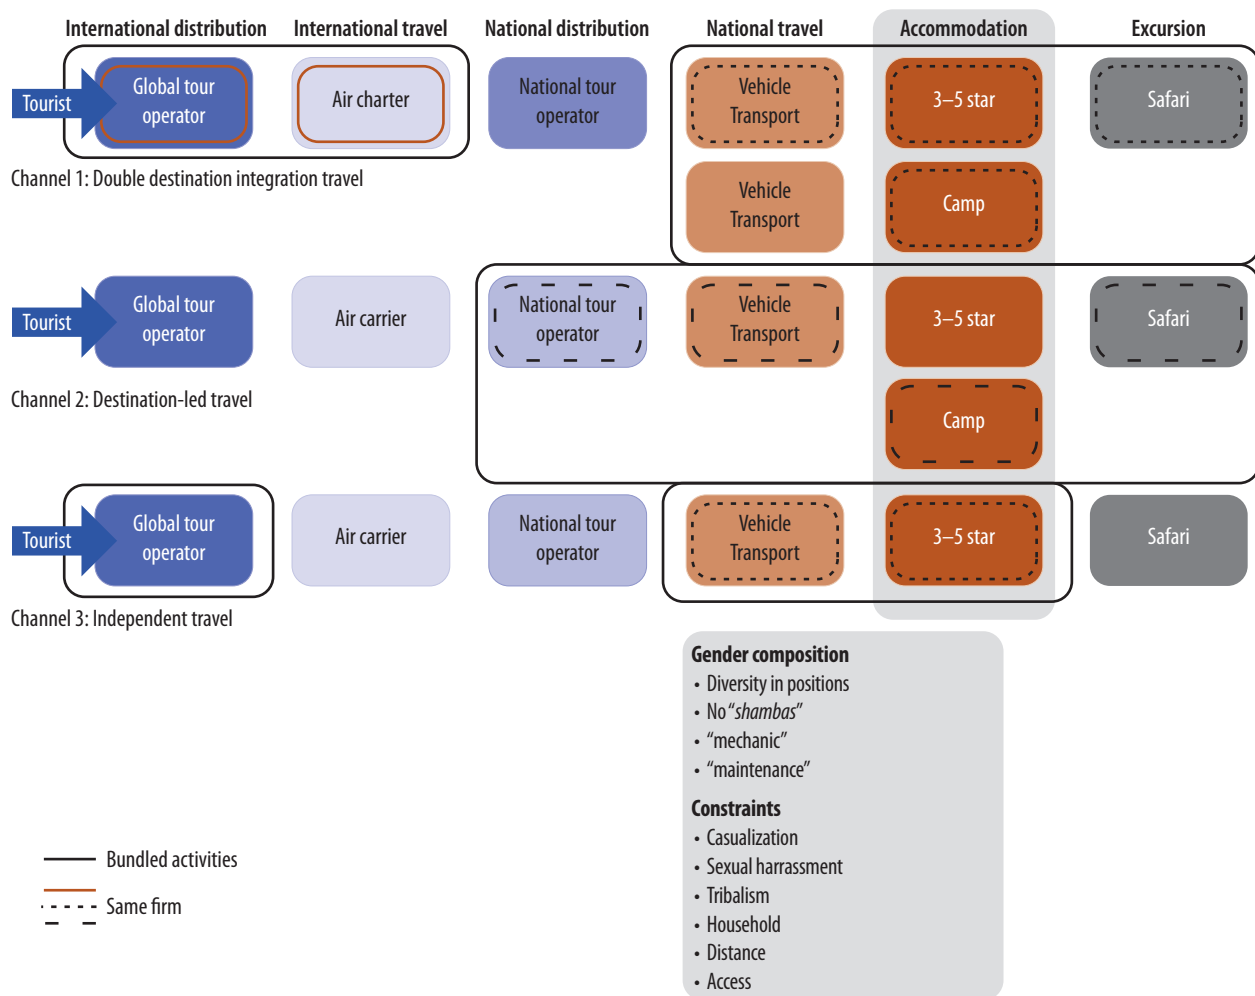 International distribution
International travel
National distribution
National travel
Accommodation
Excursion
Tourist
Global tour
operator
Air charter
National tour
operator
Vehicle
Transport
3–5 star
Safari
Channel 1: Double destination integration travel
Vehicle
Transport
Camp
Tourist
Global tour
operator
Air carrier
National tour
operator
Vehicle
Transport
3–5 star
Safari
Channel 2: Destination-led travel
Camp
Tourist
Global tour
operator
Air carrier
National tour
operator
Vehicle
Transport
3–5 star
Safari
Channel 3: Independent travel
Gender composition
• Diversity in positions
• No “shambas”
• “mechanic”
• “maintenance”
Constraints
• Casualization
• Sexual harrassment
• Tribalism
• Household
• Distance
• Access
Bundled activities
Same firm